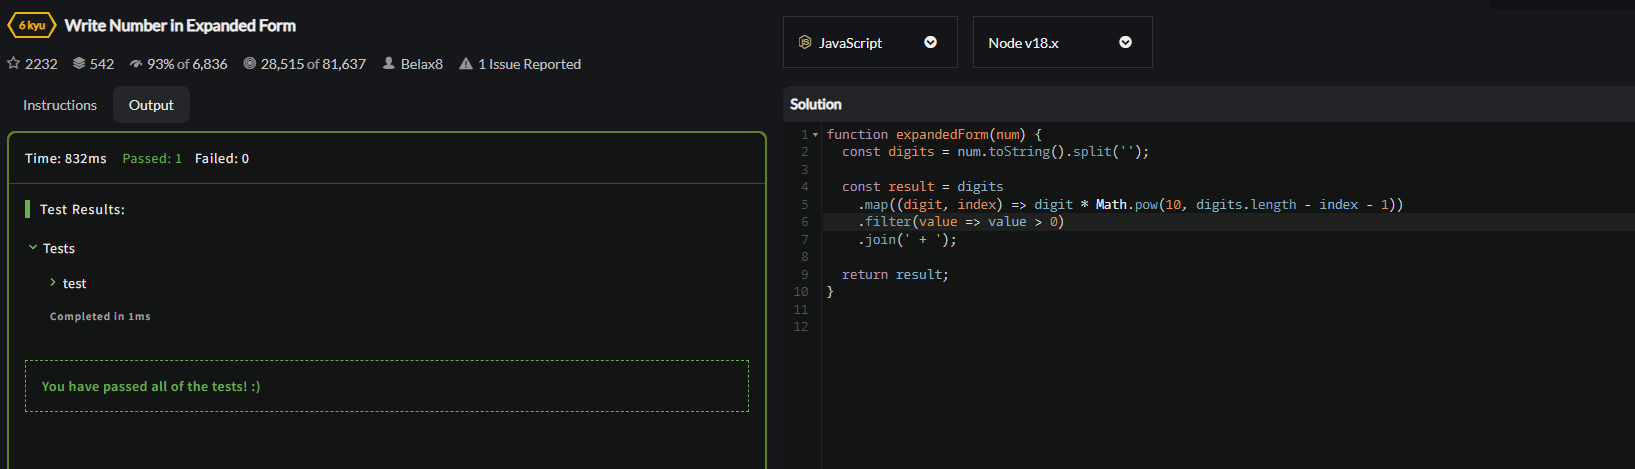 6 kyu Write Number in Expanded Form
2232 542 93% of 6,836 28,515 of 81,637 Belax8 1 Issue Reported
Instructions Output
Time: 832ms Passed: 1 Failed: 0
Test Results:
Tests
test
Completed in 1ms
You have passed all of the tests! :)
JavaScript Node v18.x
Solution
1 function expandedForm(num) {
2 const digits = num.toString().split('');
3
4 const result = digits
5 .map((digit, index) => digit * Math.pow(10, digits.length - index - 1))
6 .filter(value => value > 0)
7 .join(' + ');
8
9 return result;
10 }
11
12